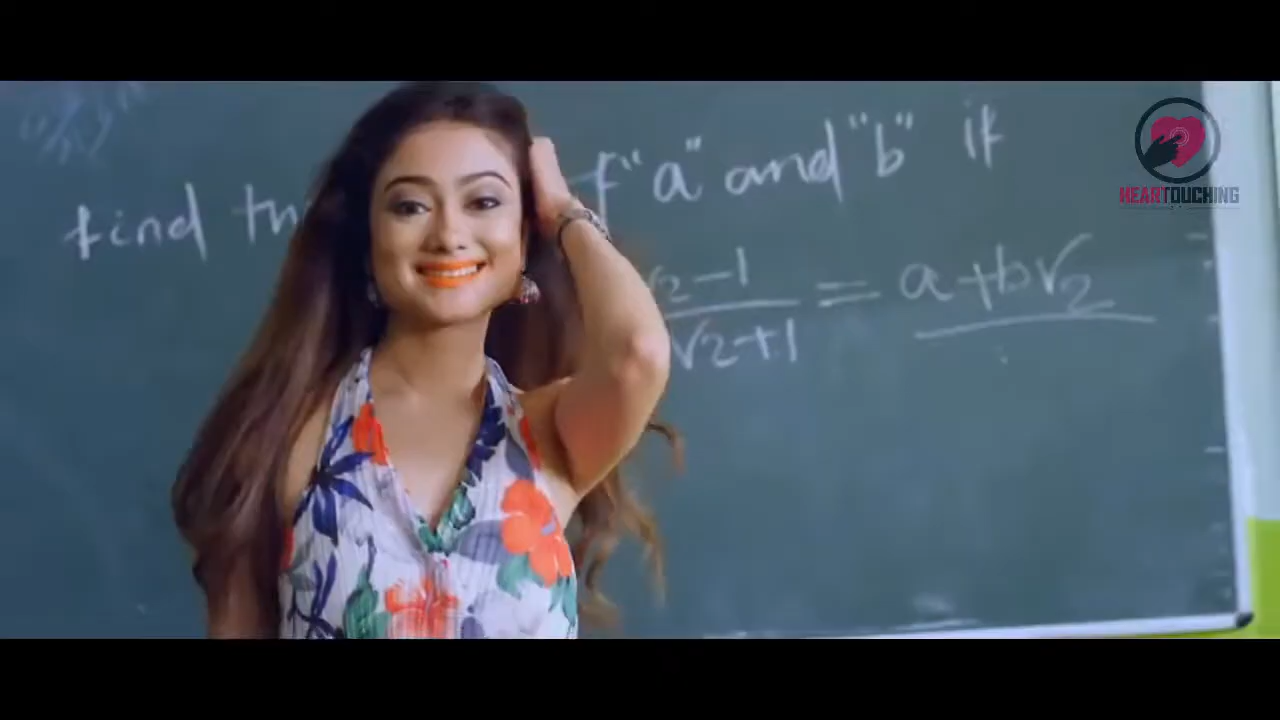 find th f "a" and "b" if
√2-1
√2+1
= a+b√2
HEARTOUCHING